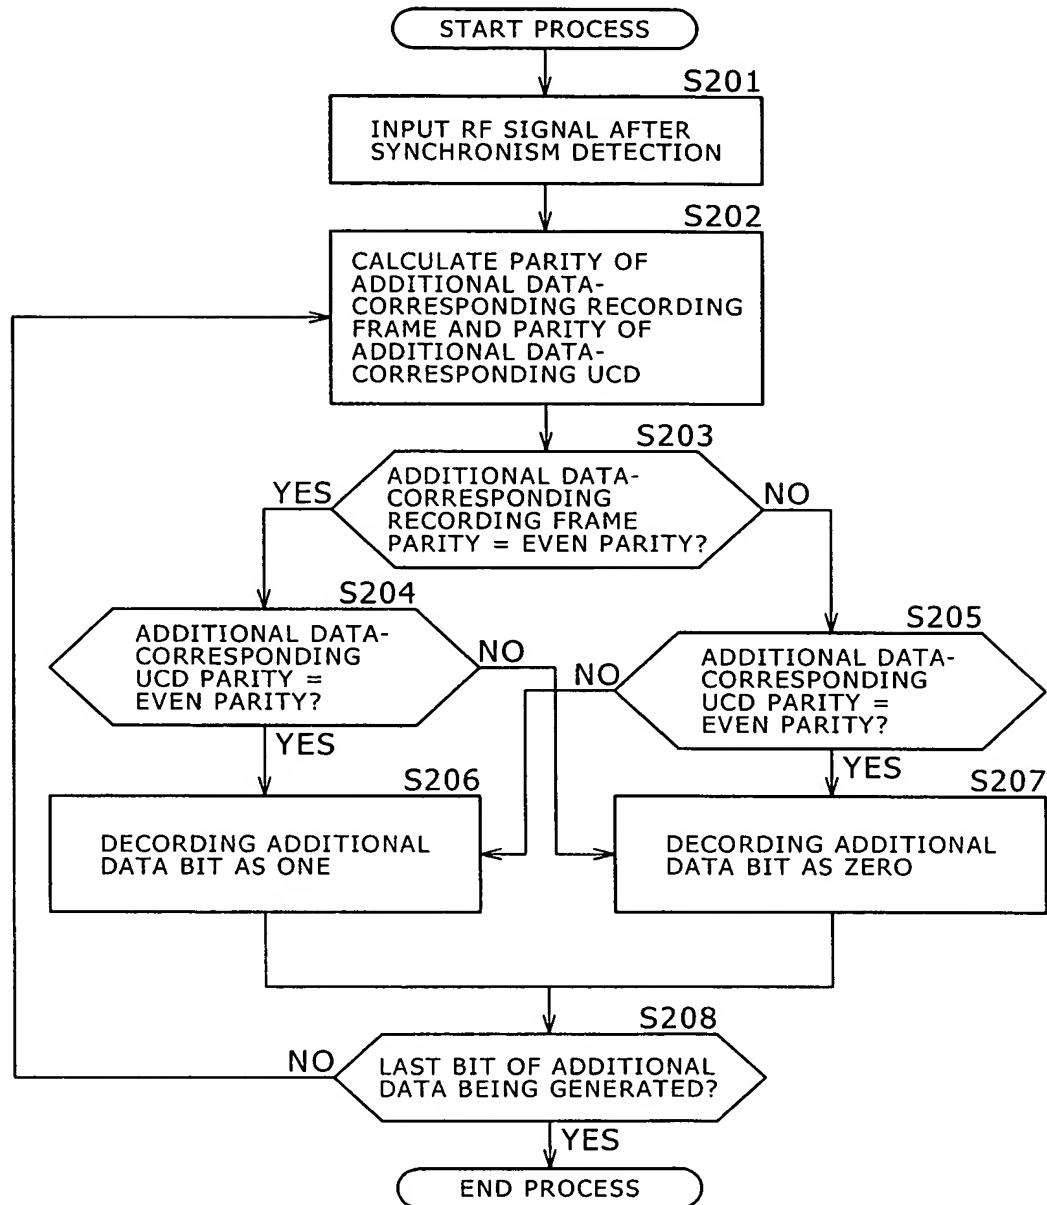 START PROCESS
S201
INPUT RF SIGNAL AFTER
SYNCHRONISM DETECTION
S202
CALCULATE PARITY OF
ADDITIONAL DATA-
CORRESPONDING RECORDING
FRAME AND PARITY OF
ADDITIONAL DATA-
CORRESPONDING UCD
S203
YES
ADDITIONAL DATA-
CORRESPONDING
RECORDING FRAME
PARITY = EVEN PARITY?
NO
S204
ADDITIONAL DATA-
CORRESPONDING
UCD PARITY =
EVEN PARITY?
NO
YES
S205
NO
ADDITIONAL DATA-
CORRESPONDING
UCD PARITY =
EVEN PARITY?
YES
S206
DECORDING ADDITIONAL
DATA BIT AS ONE
S207
DECORDING ADDITIONAL
DATA BIT AS ZERO
S208
NO
LAST BIT OF ADDITIONAL
DATA BEING GENERATED?
YES
END PROCESS